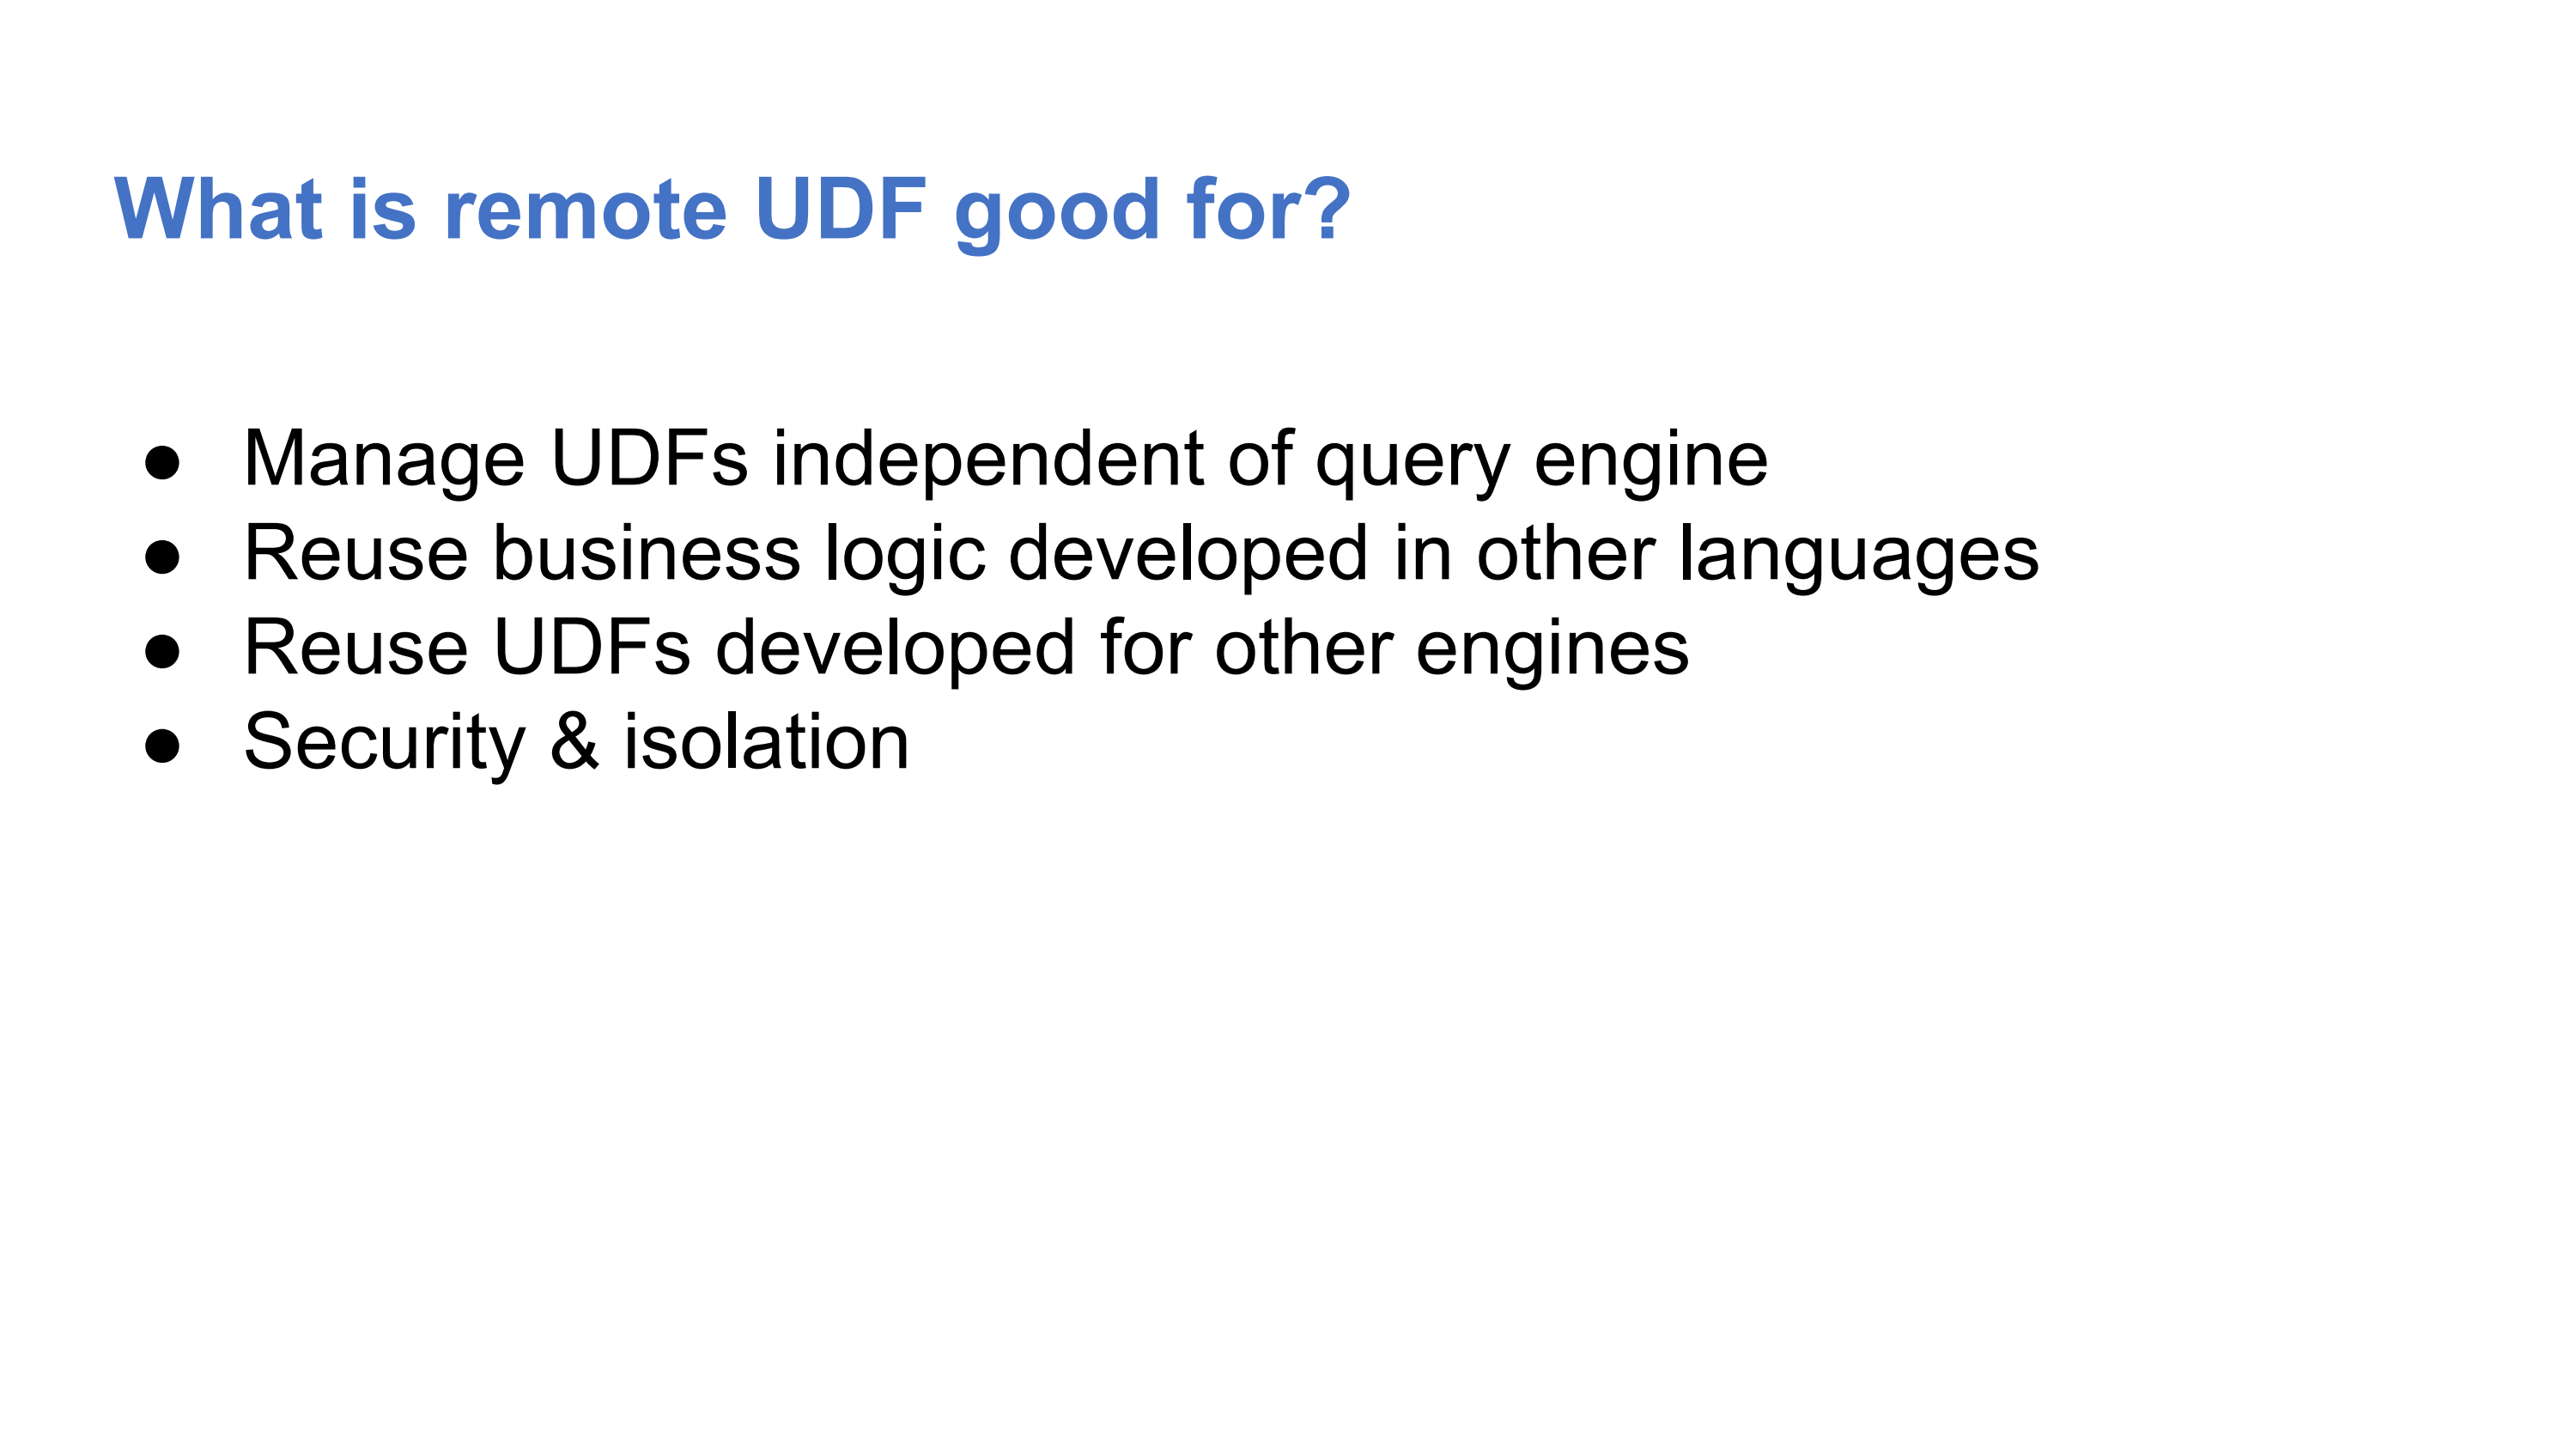 What is remote UDF good for?
● Manage UDFs independent of query engine
● Reuse business logic developed in other languages
● Reuse UDFs developed for other engines
● Security & isolation